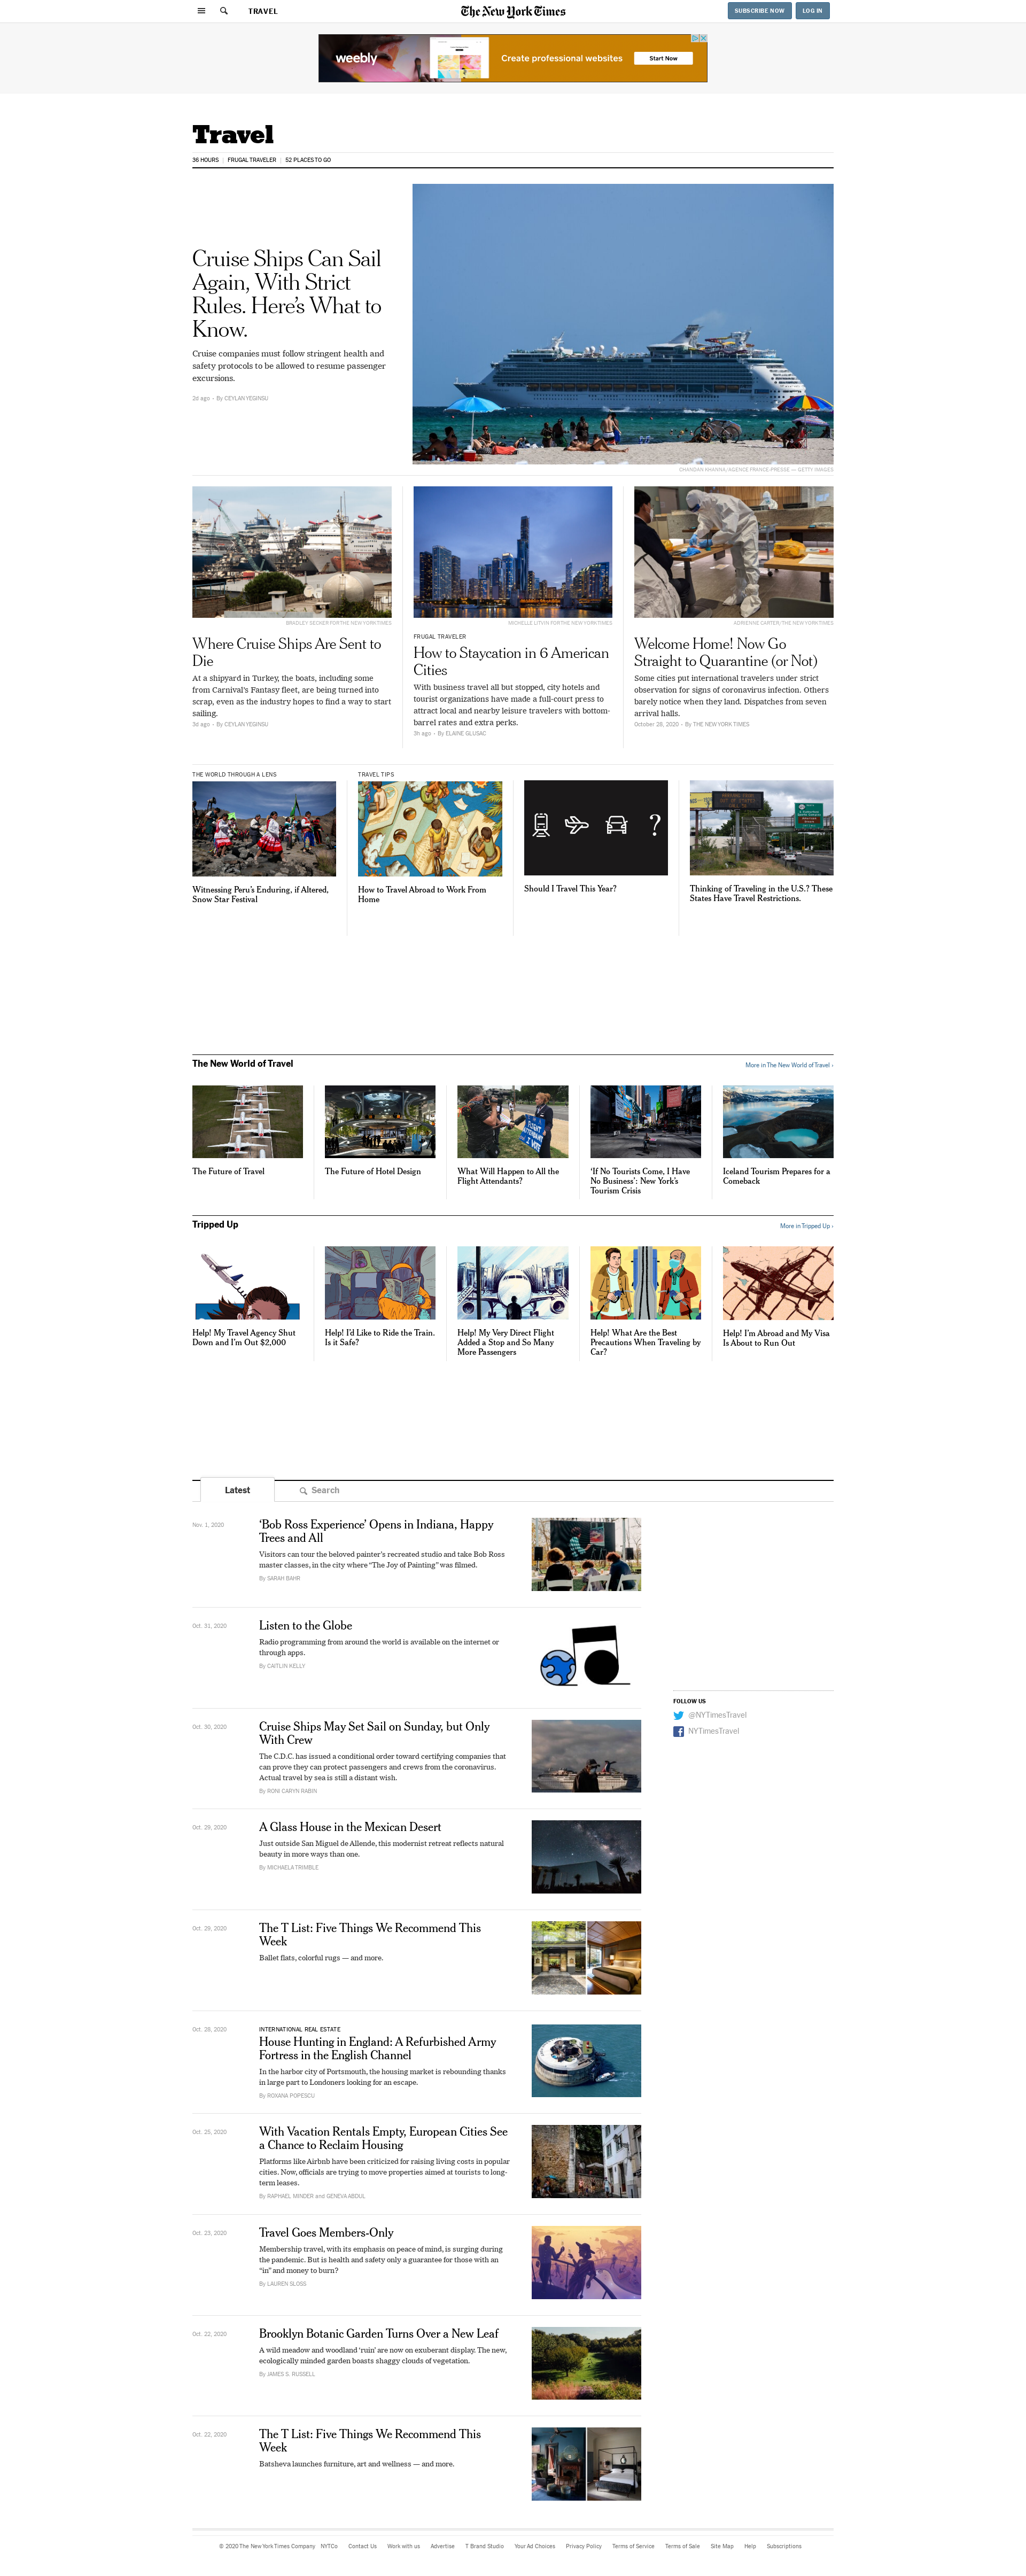 TRAVEL
The New York Times
SUBSCRIBE NOW
LOG IN
weebly
Create professional websites
Start Now
Travel
36 HOURS
FRUGAL TRAVELER
52 PLACES TO GO
Cruise Ships Can Sail
Again, With Strict
Rules. Here’s What to
Know.
Cruise companies must follow stringent health and
safety protocols to be allowed to resume passenger
excursions.
2d ago · By CEYLAN YEGINSU
CHANDAN KHANNA/AGENCE FRANCE-PRESSE — GETTY IMAGES
BRADLEY SECKER FOR THE NEW YORK TIMES
Where Cruise Ships Are Sent to
Die
At a shipyard in Turkey, the boats, including some
from Carnival’s Fantasy fleet, are being turned into
scrap, even as the industry hopes to find a way to start
sailing.
3d ago · By CEYLAN YEGINSU
MICHELLE LITVIN FOR THE NEW YORK TIMES
FRUGAL TRAVELER
How to Staycation in 6 American
Cities
With business travel all but stopped, city hotels and
tourist organizations have made a full-court press to
attract local and nearby leisure travelers with bottom-
barrel rates and extra perks.
3h ago · By ELAINE GLUSAC
ADRIENNE CARTER/THE NEW YORK TIMES
Welcome Home! Now Go
Straight to Quarantine (or Not)
Some cities put international travelers under strict
observation for signs of coronavirus infection. Others
barely notice when they land. Dispatches from seven
arrival halls.
October 28, 2020 · By THE NEW YORK TIMES
THE WORLD THROUGH A LENS
Witnessing Peru’s Enduring, if Altered,
Snow Star Festival
TRAVEL TIPS
How to Travel Abroad to Work From
Home
?
Should I Travel This Year?
Thinking of Traveling in the U.S.? These
States Have Travel Restrictions.
The New World of Travel
More in The New World of Travel ›
The Future of Travel
The Future of Hotel Design
What Will Happen to All the
Flight Attendants?
‘If No Tourists Come, I Have
No Business’: New York’s
Tourism Crisis
Iceland Tourism Prepares for a
Comeback
Tripped Up
More in Tripped Up ›
Help! My Travel Agency Shut
Down and I’m Out $2,000
Help! I’d Like to Ride the Train.
Is it Safe?
Help! My Very Direct Flight
Added a Stop and So Many
More Passengers
Help! What Are the Best
Precautions When Traveling by
Car?
Help! I’m Abroad and My Visa
Is About to Run Out
Latest
Search
Nov. 1, 2020
‘Bob Ross Experience’ Opens in Indiana, Happy
Trees and All
Visitors can tour the beloved painter’s recreated studio and take Bob Ross
master classes, in the city where “The Joy of Painting” was filmed.
By SARAH BAHR
Oct. 31, 2020
Listen to the Globe
Radio programming from around the world is available on the internet or
through apps.
By CAITLIN KELLY
FOLLOW US
@NYTimesTravel
NYTimesTravel
Oct. 30, 2020
Cruise Ships May Set Sail on Sunday, but Only
With Crew
The C.D.C. has issued a conditional order toward certifying companies that
can prove they can protect passengers and crews from the coronavirus.
Actual travel by sea is still a distant wish.
By RONI CARYN RABIN
Oct. 29, 2020
A Glass House in the Mexican Desert
Just outside San Miguel de Allende, this modernist retreat reflects natural
beauty in more ways than one.
By MICHAELA TRIMBLE
Oct. 29, 2020
The T List: Five Things We Recommend This
Week
Ballet flats, colorful rugs — and more.
Oct. 28, 2020
INTERNATIONAL REAL ESTATE
House Hunting in England: A Refurbished Army
Fortress in the English Channel
In the harbor city of Portsmouth, the housing market is rebounding thanks
in large part to Londoners looking for an escape.
By ROXANA POPESCU
Oct. 25, 2020
With Vacation Rentals Empty, European Cities See
a Chance to Reclaim Housing
Platforms like Airbnb have been criticized for raising living costs in popular
cities. Now, officials are trying to move properties aimed at tourists to long-
term leases.
By RAPHAEL MINDER and GENEVA ABDUL
Oct. 23, 2020
Travel Goes Members-Only
Membership travel, with its emphasis on peace of mind, is surging during
the pandemic. But is health and safety only a guarantee for those with an
“in” and money to burn?
By LAUREN SLOSS
Oct. 22, 2020
Brooklyn Botanic Garden Turns Over a New Leaf
A wild meadow and woodland ‘ruin’ are now on exuberant display. The new,
ecologically minded garden boasts shaggy clouds of vegetation.
By JAMES S. RUSSELL
Oct. 22, 2020
The T List: Five Things We Recommend This
Week
Batsheva launches furniture, art and wellness — and more.
© 2020 The New York Times Company
NYTCo
Contact Us
Work with us
Advertise
T Brand Studio
Your Ad Choices
Privacy Policy
Terms of Service
Terms of Sale
Site Map
Help
Subscriptions